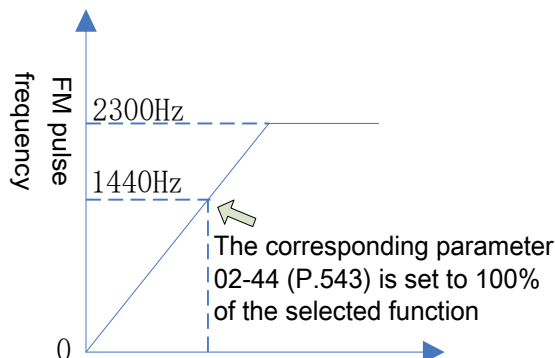 FM pulse
frequency
2300Hz
1440Hz
The corresponding parameter
02-44 (P.543) is set to 100%
of the selected function
0